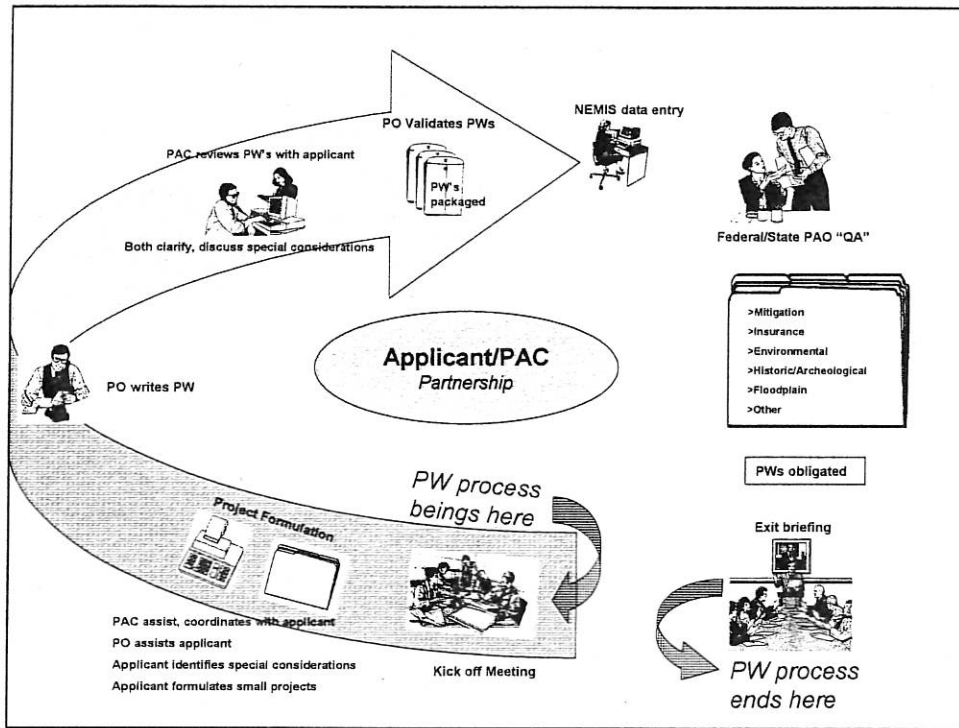 NEMIS data entry
PO Validates PWs
PAC reviews PW's with applicant
PW's
packaged
Both clarify, discuss special considerations
Federal/State PAO "QA"
>Mitigation
>Insurance
>Environmental
>Historic/Archeological
>Floodplain
>Other
Applicant/PAC
Partnership
PO writes PW
PWs obligated
PW process
beings here
Project Formulation
Exit briefing
PAC assist, coordinates with applicant
PO assists applicant
Applicant identifies special considerations
Applicant formulates small projects
Kick off Meeting
PW process
ends here